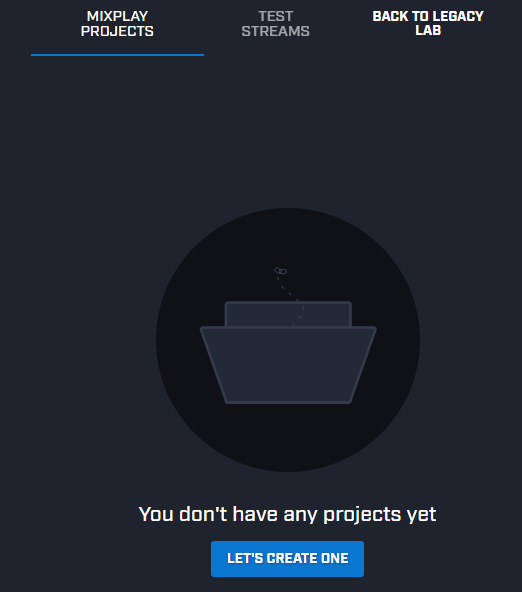 MIXPLAY
PROJECTS
TEST
STREAMS
BACK TO LEGACY
LAB
You don't have any projects yet
LET'S CREATE ONE